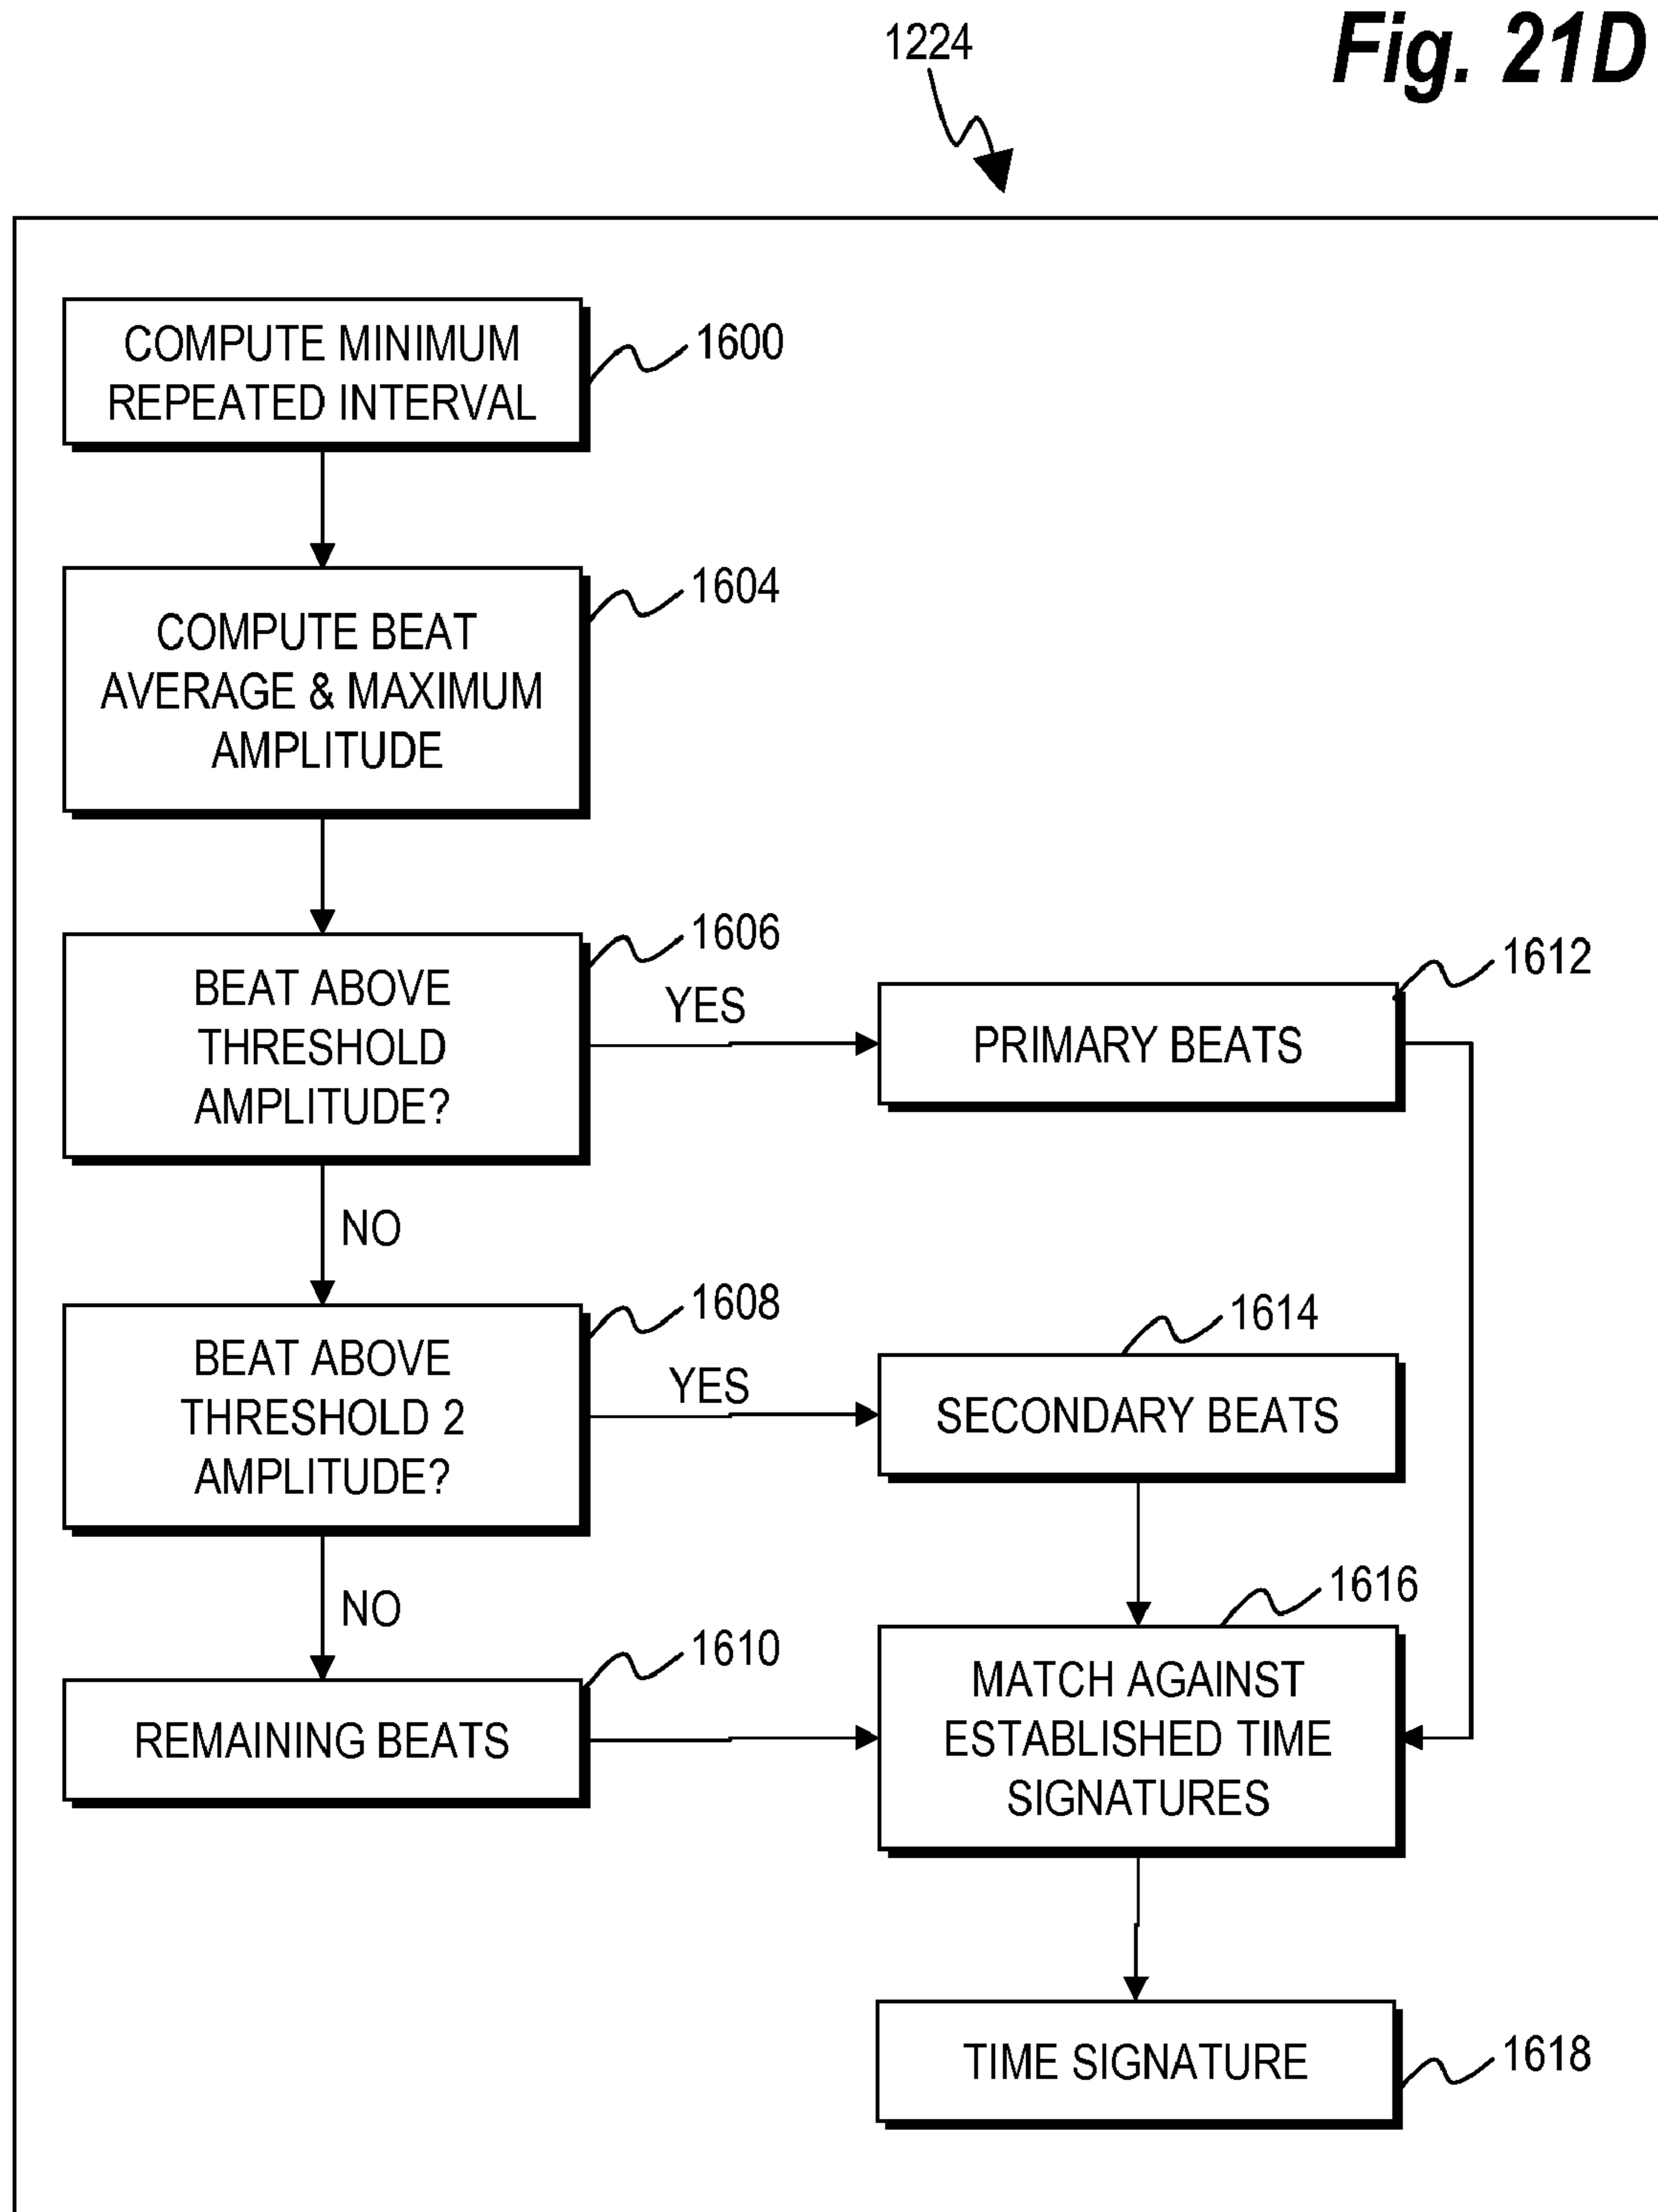 Fig. 21D
1224
COMPUTE MINIMUM
REPEATED INTERVAL
1600
COMPUTE BEAT
AVERAGE & MAXIMUM
AMPLITUDE
1604
BEAT ABOVE
THRESHOLD
AMPLITUDE?
1606
YES
PRIMARY BEATS
1612
NO
BEAT ABOVE
THRESHOLD 2
AMPLITUDE?
1608
YES
SECONDARY BEATS
1614
NO
REMAINING BEATS
1610
MATCH AGAINST
ESTABLISHED TIME
SIGNATURES
1616
TIME SIGNATURE
1618